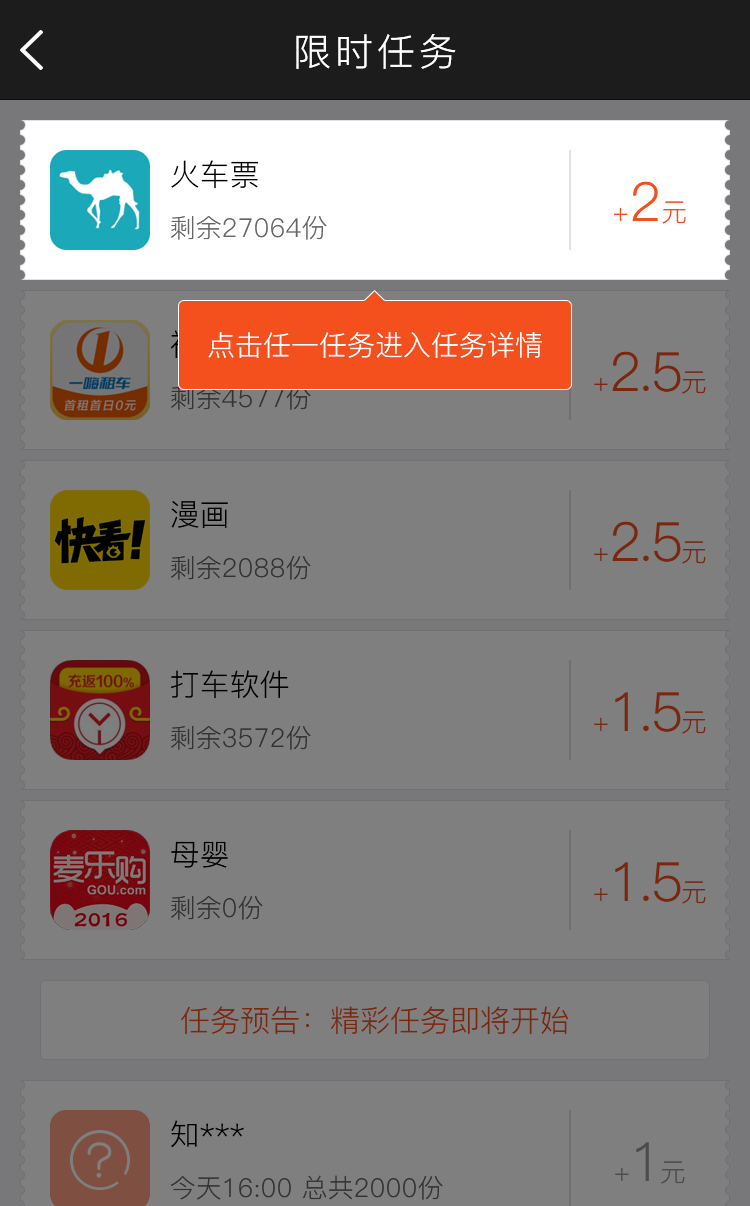 限时任务
火车票
剩余27064份
+2元
点击任一任务进入任务详情
一嗨租车
首租首日0元
剩余4577份
+2.5元
快看!
漫画
剩余2088份
+2.5元
充返100%
打车软件
剩余3572份
+1.5元
麦乐购
GOU.com
2016
母婴
剩余0份
+1.5元
任务预告：精彩任务即将开始
?
知***
今天16:00 总共2000份
+1元